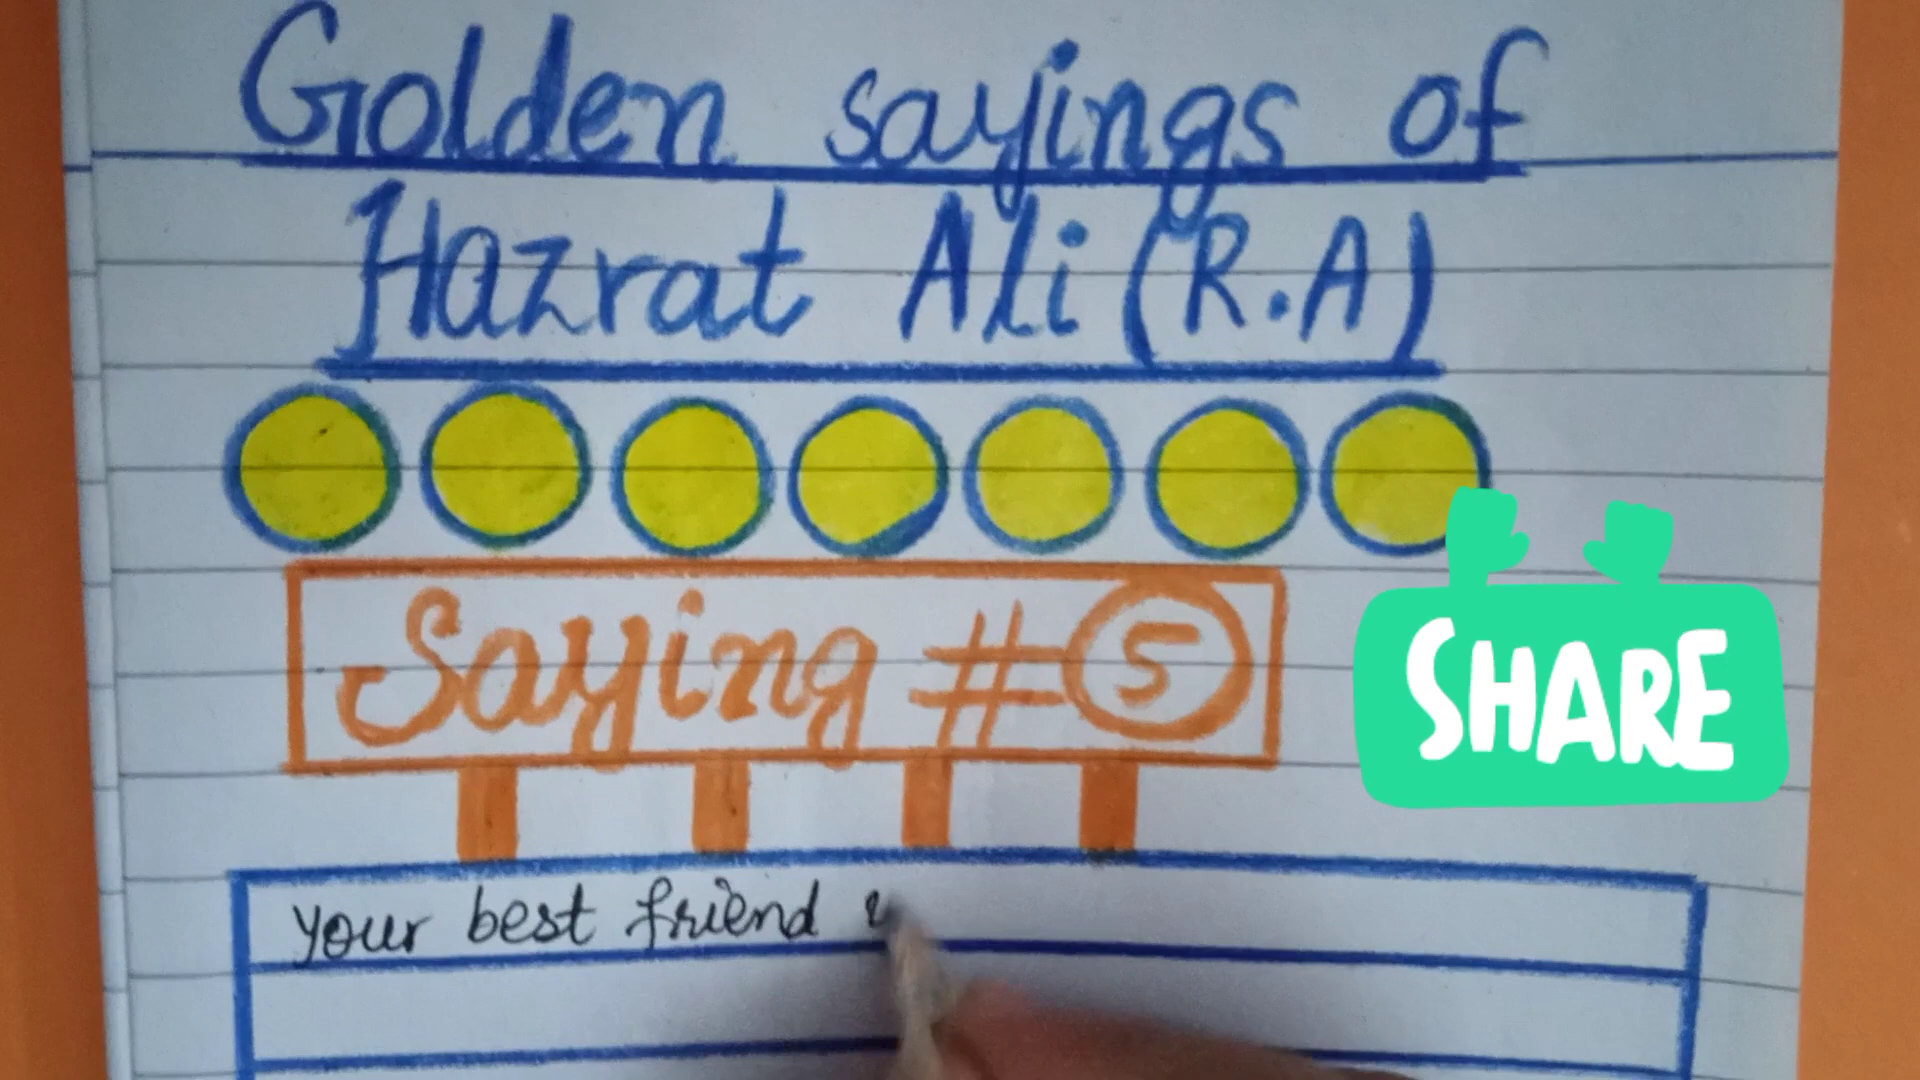 Golden sayings of
Hazrat Ali (R.A)
Saying # 5
SHARE
your best friend